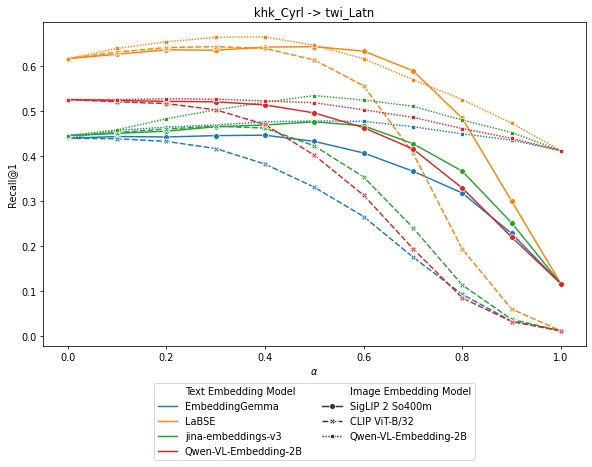 khk_Cyrl -> twi_Latn
Recall@1
0.6
0.5
0.4
0.3
0.2
0.1
0.0
0.0 0.2 0.4 0.6 0.8 1.0
α
Text Embedding Model Image Embedding Model
EmbeddingGemma SigLIP 2 So400m
LaBSE CLIP ViT-B/32
jina-embeddings-v3 Qwen-VL-Embedding-2B
Qwen-VL-Embedding-2B